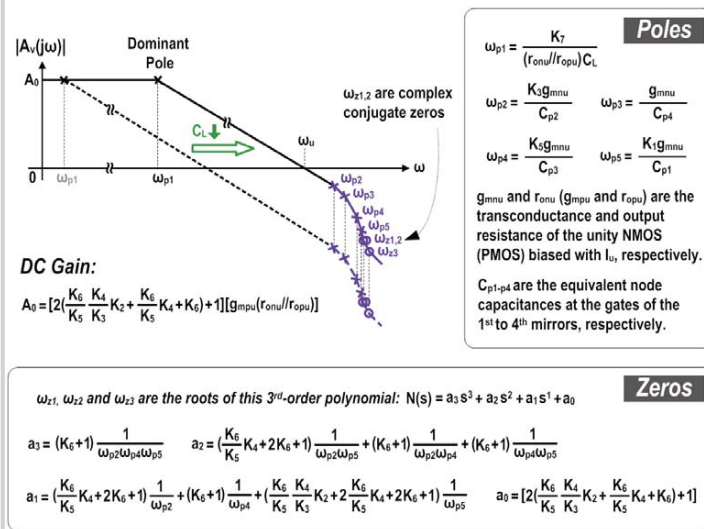 |Aᵥ(jω)|
Dominant
Pole
A₀
ωz1,2 are complex
conjugate zeros
C_L
ωᵤ
ω
0 ωp1 ωp1
ωp2
ωp3
ωp4
ωp5
ωz1,2
ωz3
DC Gain:
A₀=[2(K₆/K₅ K₄/K₃ K₂+K₆/K₅ K₄+K₆)+1][gmpu(ronu//ropu)]
Poles
ωp1 = K₇/((ronu//ropu)C_L)
ωp2 = K₃gmnu/Cp2 ωp3 = gmnu/Cp4
ωp4 = K₅gmnu/Cp3 ωp5 = K₁gmnu/Cp1
gmnu and ronu (gmpu and ropu) are the
transconductance and output
resistance of the unity NMOS
(PMOS) biased with Iᵤ, respectively.
Cp1-p4 are the equivalent node
capacitances at the gates of the
1st to 4th mirrors, respectively.
Zeros
ωz1, ωz2 and ωz3 are the roots of this 3rd-order polynomial: N(s) = a₃s³+a₂s²+a₁s¹+a₀
a₃ = (K₆+1) 1/(ωp2ωp4ωp5) a₂ = (K₆/K₅ K₄+2K₆+1) 1/(ωp2ωp5) +(K₆+1) 1/(ωp2ωp4) +(K₆+1) 1/(ωp4ωp5)
a₁ = (K₆/K₅ K₄+2K₆+1) 1/ωp2 +(K₆+1) 1/ωp4 +(K₆/K₅ K₄/K₃ K₂+2 K₆/K₅ K₄+2K₆+1) 1/ωp5 a₀=[2(K₆/K₅ K₄/K₃ K₂+K₆/K₅ K₄+K₆)+1]